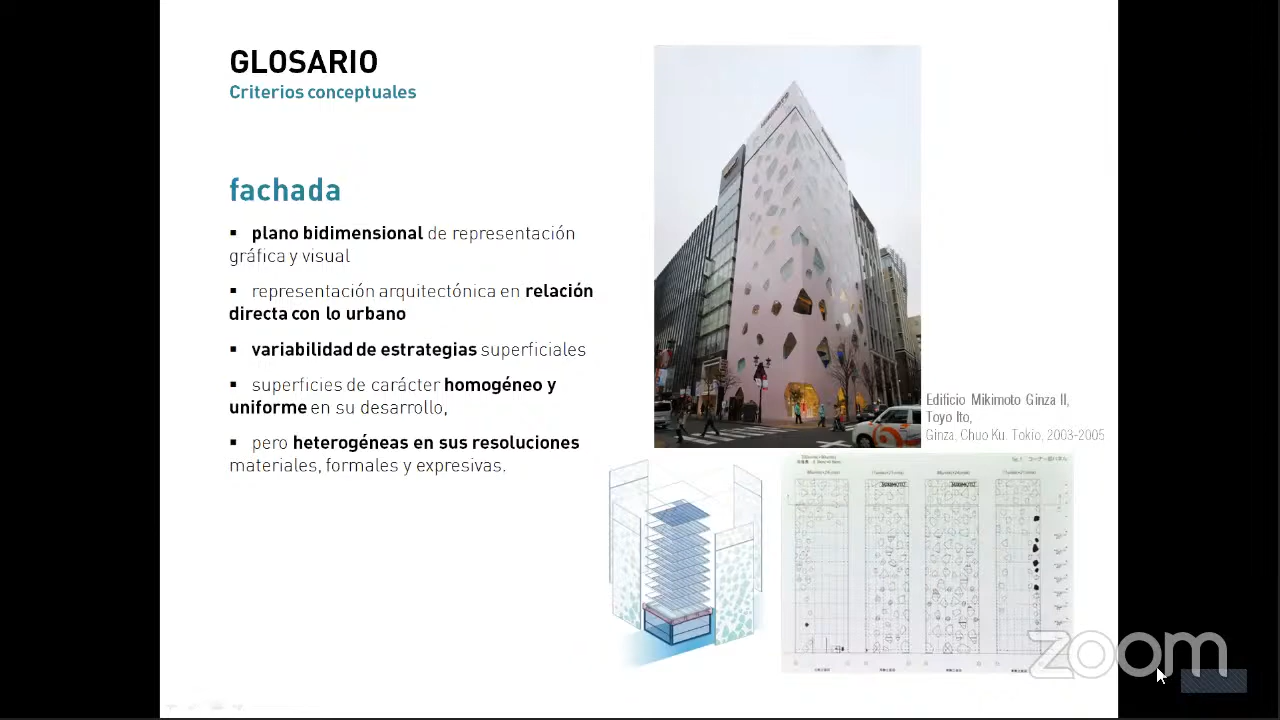 GLOSARIO
Criterios conceptuales
fachada
▪ plano bidimensional de representación
gráfica y visual
▪ representación arquitectónica en relación
directa con lo urbano
▪ variabilidad de estrategias superficiales
▪ superficies de carácter homogéneo y
uniforme en su desarrollo,
▪ pero heterogéneas en sus resoluciones
materiales, formales y expresivas.
Edificio Mikimoto Ginza II,
Toyo Ito,
Ginza, Chuo Ku. Tokio, 2003-2005
zoom